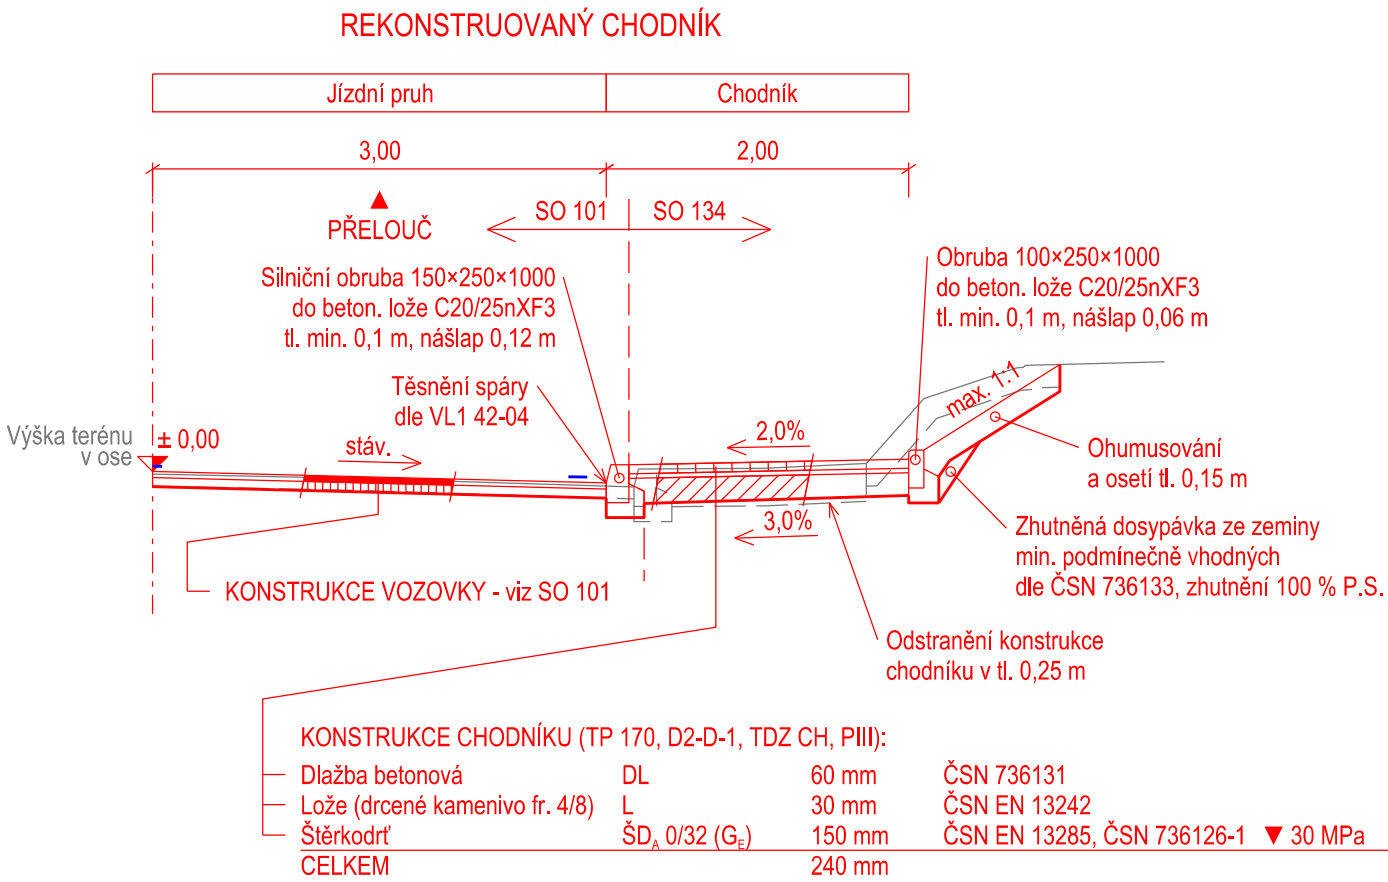 REKONSTRUOVANÝ CHODNÍK
Jízdní pruh
Chodník
3,00
2,00
PŘELOUČ
SO 101
SO 134
Silniční obruba 150×250×1000
do beton. lože C20/25nXF3
tl. min. 0,1 m, nášlap 0,12 m
Obruba 100×250×1000
do beton. lože C20/25nXF3
tl. min. 0,1 m, nášlap 0,06 m
Těsnění spáry
dle VL1 42-04
max. 1:1
Výška terénu
v ose
± 0,00
stáv.
2,0%
Ohumusování
a osetí tl. 0,15 m
3,0%
Zhutněná dosypávka ze zeminy
min. podmínečně vhodných
dle ČSN 736133, zhutnění 100 % P.S.
KONSTRUKCE VOZOVKY - viz SO 101
Odstranění konstrukce
chodníku v tl. 0,25 m
KONSTRUKCE CHODNÍKU (TP 170, D2-D-1, TDZ CH, PIII):
Dlažba betonová DL 60 mm ČSN 736131
Lože (drcené kamenivo fr. 4/8) L 30 mm ČSN EN 13242
Štěrkodrť ŠD_A 0/32 (G_E) 150 mm ČSN EN 13285, ČSN 736126-1 ▼ 30 MPa
CELKEM 240 mm